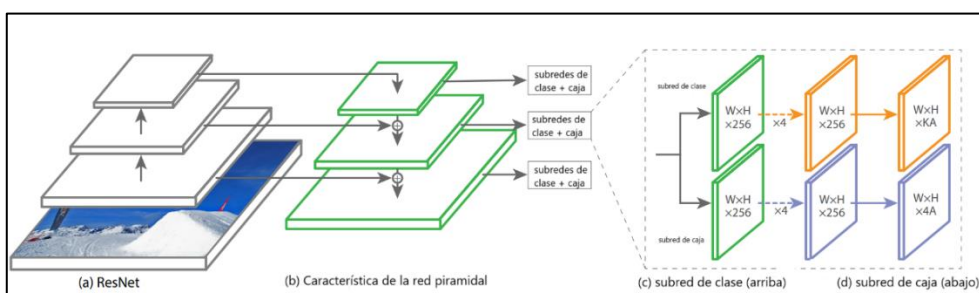 subredes de
clase + caja
subredes de
clase + caja
subredes de
clase + caja
subred de clase
W×H
×256
×4
W×H
×256
W×H
×KA
W×H
×256
×4
W×H
×256
W×H
×4A
subred de caja
(a) ResNet
(b) Característica de la red piramidal
(c) subred de clase (arriba)
(d) subred de caja (abajo)